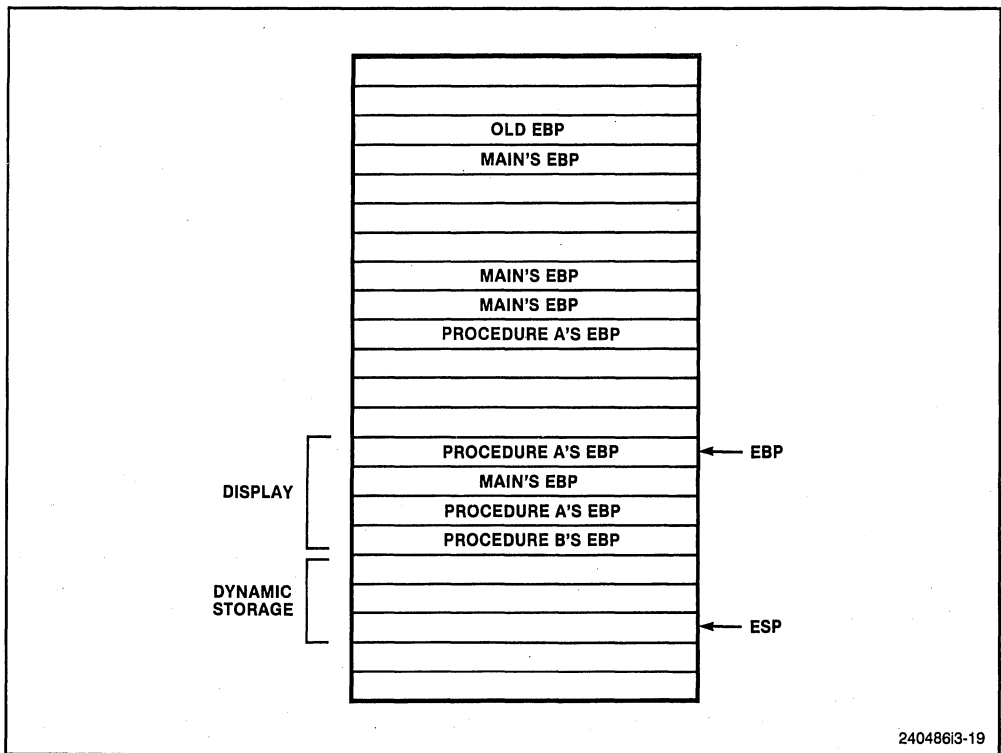 OLD EBP
MAIN'S EBP
MAIN'S EBP
MAIN'S EBP
PROCEDURE A'S EBP
PROCEDURE A'S EBP
EBP
DISPLAY
MAIN'S EBP
PROCEDURE A'S EBP
PROCEDURE B'S EBP
DYNAMIC
STORAGE
ESP
240486i3-19